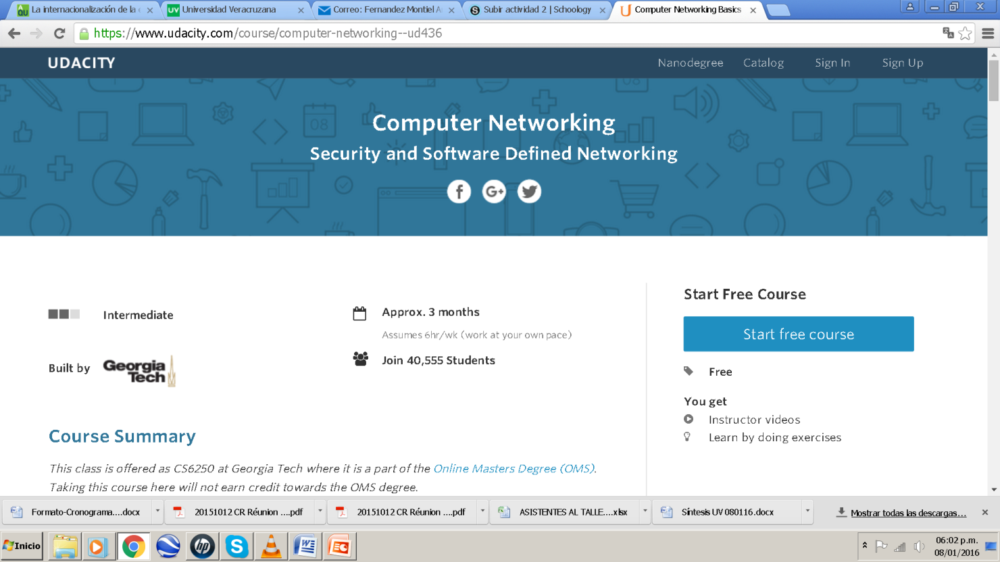 La internacionalización de la
Universidad Veracruzana
Correo: Fernandez Montiel A
Subir actividad 2 | Schoology
Computer Networking Basics
https://www.udacity.com/course/computer-networking--ud436
UDACITY
Nanodegree
Catalog
Sign In
Sign Up
Computer Networking
Security and Software Defined Networking
Intermediate
Approx. 3 months
Assumes 6hr/wk (work at your own pace)
Built by
Georgia
Tech
Join 40,555 Students
Start Free Course
Start free course
Free
You get
Instructor videos
Learn by doing exercises
Course Summary
This class is offered as CS6250 at Georgia Tech where it is a part of the Online Masters Degree (OMS).
Taking this course here will not earn credit towards the OMS degree.
Formato-Cronograma....docx
20151012 CR Réunion ....pdf
20151012 CR Réunion ....pdf
ASISTENTES AL TALLE....xlsx
Síntesis UV 080116.docx
Mostrar todas las descargas...
Inicio
06:02 p.m.
08/01/2016